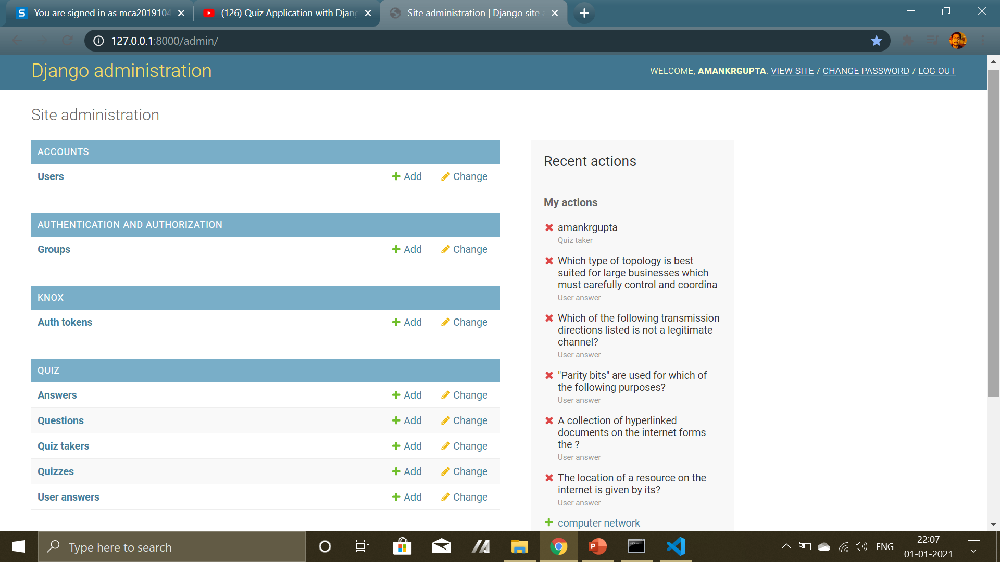 You are signed in as mca2019104
(126) Quiz Application with Djang
Site administration | Django site a
127.0.0.1:8000/admin/
Django administration
WELCOME, AMANKRGUPTA. VIEW SITE / CHANGE PASSWORD / LOG OUT
Site administration
ACCOUNTS
Users Add Change
AUTHENTICATION AND AUTHORIZATION
Groups Add Change
KNOX
Auth tokens Add Change
QUIZ
Answers Add Change
Questions Add Change
Quiz takers Add Change
Quizzes Add Change
User answers Add Change
Recent actions
My actions
amankrgupta
Quiz taker
Which type of topology is best
suited for large businesses which
must carefully control and coordina
User answer
Which of the following transmission
directions listed is not a legitimate
channel?
User answer
"Parity bits" are used for which of
the following purposes?
User answer
A collection of hyperlinked
documents on the internet forms
the ?
User answer
The location of a resource on the
internet is given by its?
User answer
computer network
Type here to search
ENG
22:07
01-01-2021